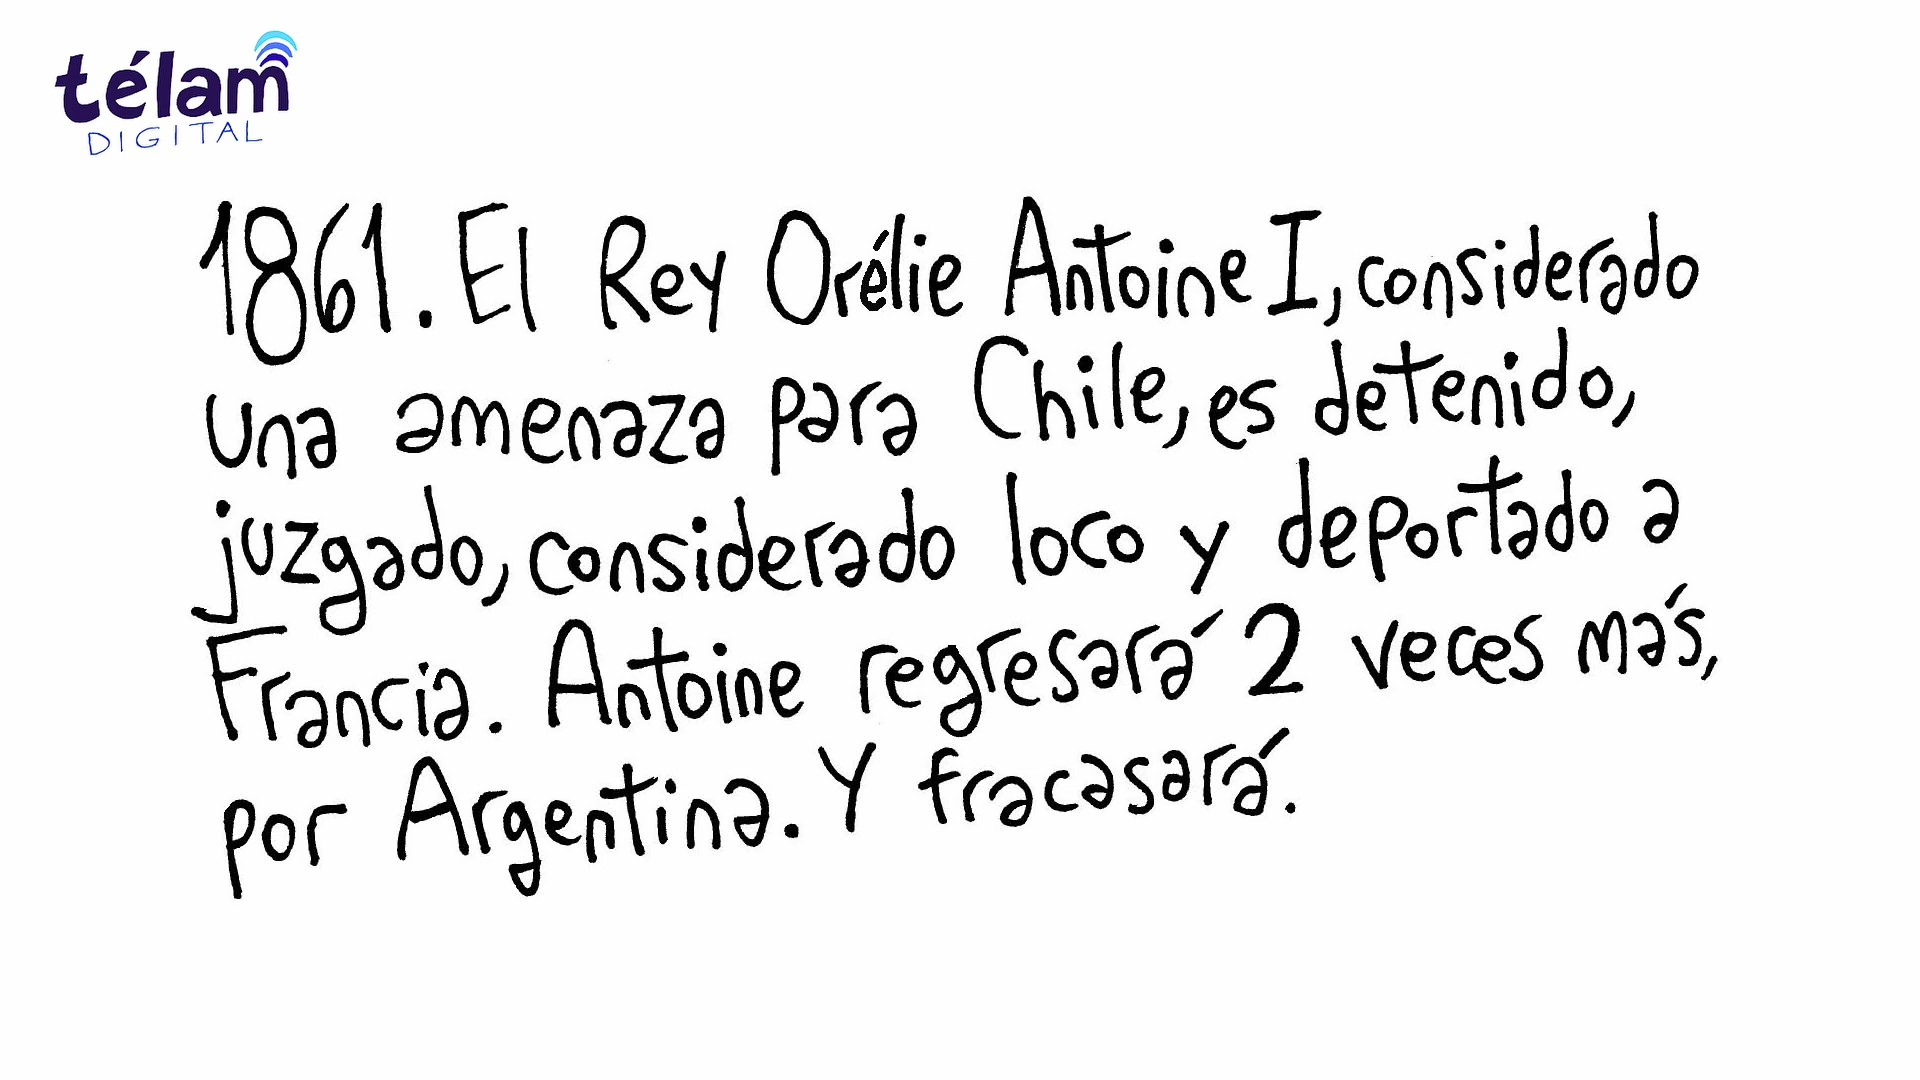 télam
DIGITAL
1861. El Rey Orélie Antoine I, considerado
una amenaza para Chile, es detenido,
juzgado, considerado loco y deportado a
Francia. Antoine regresará 2 veces más,
por Argentina. Y fracasará.